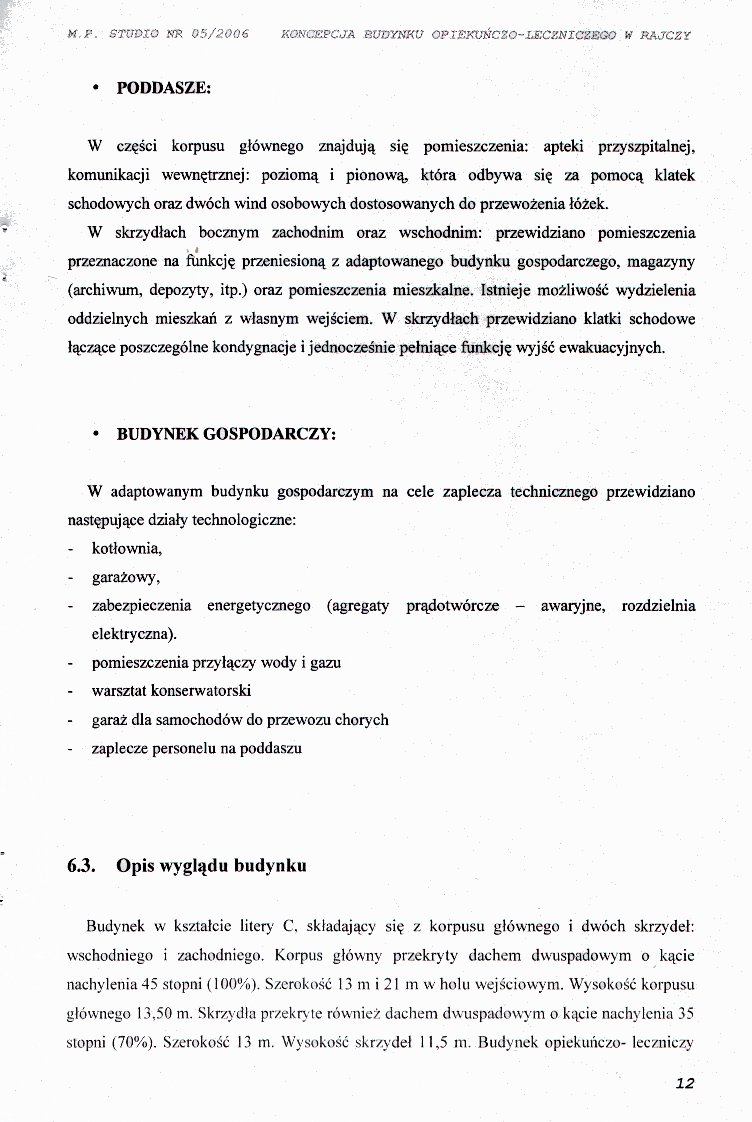 M.P. STUDIO NR 05/2006 KONCEPCJA BUDYNKU OPIEKUŃCZO-LECZNICZEGO W RAJCZY
• PODDASZE:
W części korpusu głównego znajdują się pomieszczenia: apteki przyszpitalnej,
komunikacji wewnętrznej: poziomą i pionową, która odbywa się za pomocą klatek
schodowych oraz dwóch wind osobowych dostosowanych do przewożenia łóżek.
W skrzydłach bocznym zachodnim oraz wschodnim: przewidziano pomieszczenia
przeznaczone na funkcję przeniesioną z adaptowanego budynku gospodarczego, magazyny
(archiwum, depozyty, itp.) oraz pomieszczenia mieszkalne. Istnieje możliwość wydzielenia
oddzielnych mieszkań z własnym wejściem. W skrzydłach przewidziano klatki schodowe
łączące poszczególne kondygnacje i jednocześnie pełniące funkcję wyjść ewakuacyjnych.
• BUDYNEK GOSPODARCZY:
W adaptowanym budynku gospodarczym na cele zaplecza technicznego przewidziano
następujące działy technologiczne:
- kotłownia,
- garażowy,
- zabezpieczenia energetycznego (agregaty prądotwórcze – awaryjne, rozdzielnia
elektryczna).
- pomieszczenia przyłączy wody i gazu
- warsztat konserwatorski
- garaż dla samochodów do przewozu chorych
- zaplecze personelu na poddaszu
6.3. Opis wyglądu budynku
Budynek w kształcie litery C, składający się z korpusu głównego i dwóch skrzydeł:
wschodniego i zachodniego. Korpus główny przekryty dachem dwuspadowym o kącie
nachylenia 45 stopni (100%). Szerokość 13 m i 21 m w holu wejściowym. Wysokość korpusu
głównego 13,50 m. Skrzydła przekryte również dachem dwuspadowym o kącie nachylenia 35
stopni (70%). Szerokość 13 m. Wysokość skrzydeł 11,5 m. Budynek opiekuńczo- leczniczy
12